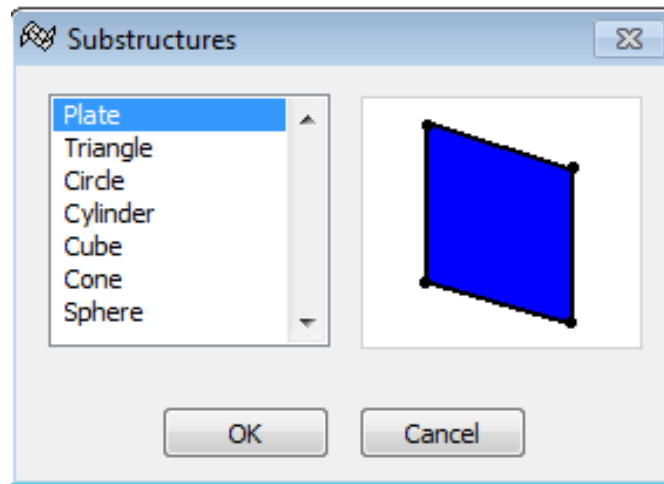 Substructures
Plate
Triangle
Circle
Cylinder
Cube
Cone
Sphere
OK
Cancel